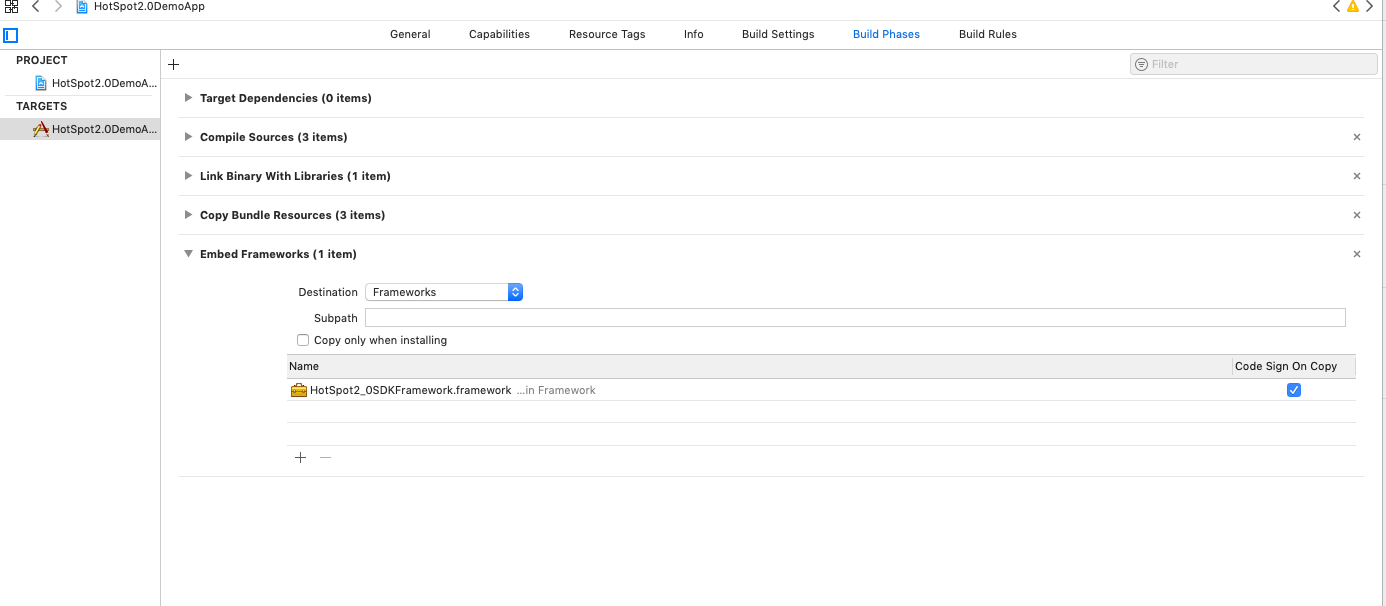 HotSpot2.0DemoApp
General Capabilities Resource Tags Info Build Settings Build Phases Build Rules
PROJECT
HotSpot2.0DemoA...
TARGETS
HotSpot2.0DemoA...
Filter
Target Dependencies (0 items)
Compile Sources (3 items)
Link Binary With Libraries (1 item)
Copy Bundle Resources (3 items)
Embed Frameworks (1 item)
Destination Frameworks
Subpath
Copy only when installing
Name Code Sign On Copy
HotSpot2_0SDKFramework.framework ...in Framework